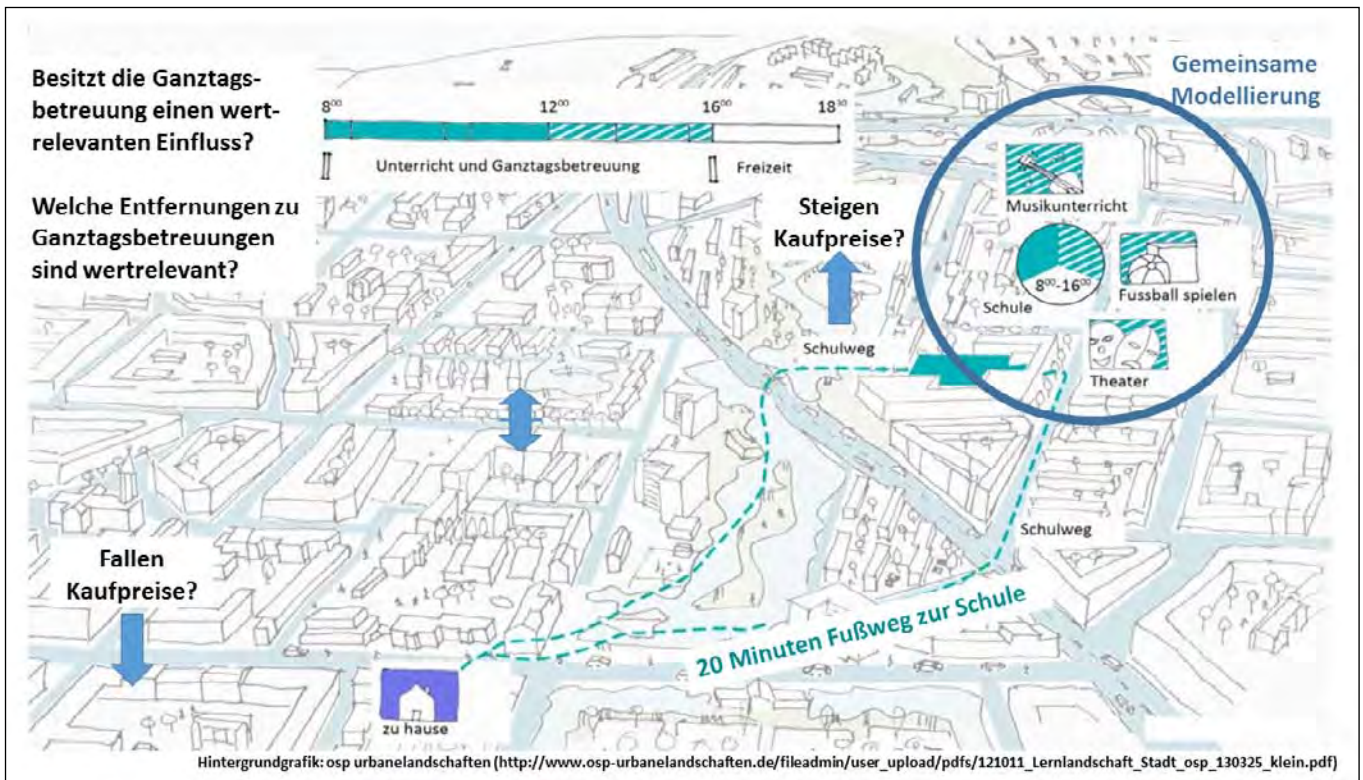 Besitzt die Ganztags-
betreuung einen wert-
relevanten Einfluss?
Welche Entfernungen zu
Ganztagsbetreuungen
sind wertrelevant?
8⁰⁰ 12⁰⁰ 16⁰⁰ 18³⁰
Unterricht und Ganztagsbetreuung Freizeit
Gemeinsame
Modellierung
Musikunterricht
8⁰⁰-16⁰⁰
Schule
Fussball spielen
Theater
Steigen
Kaufpreise?
Schulweg
Schulweg
20 Minuten Fußweg zur Schule
Fallen
Kaufpreise?
zu hause
Hintergrundgrafik: osp urbanelandschaften (http://www.osp-urbanelandschaften.de/fileadmin/user_upload/pdfs/121011_Lernlandschaft_Stadt_osp_130325_klein.pdf)